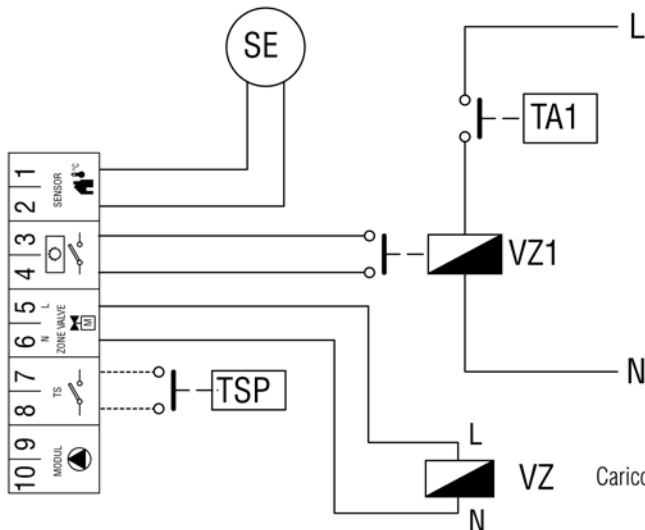 SE
L
TA1
VZ1
N
1
2
SENSOR
°C
3
4
5
6
L
N
ZONE VALVE
M
7
8
TS
TSP
9
10
MODUL
L
VZ
N
Carico